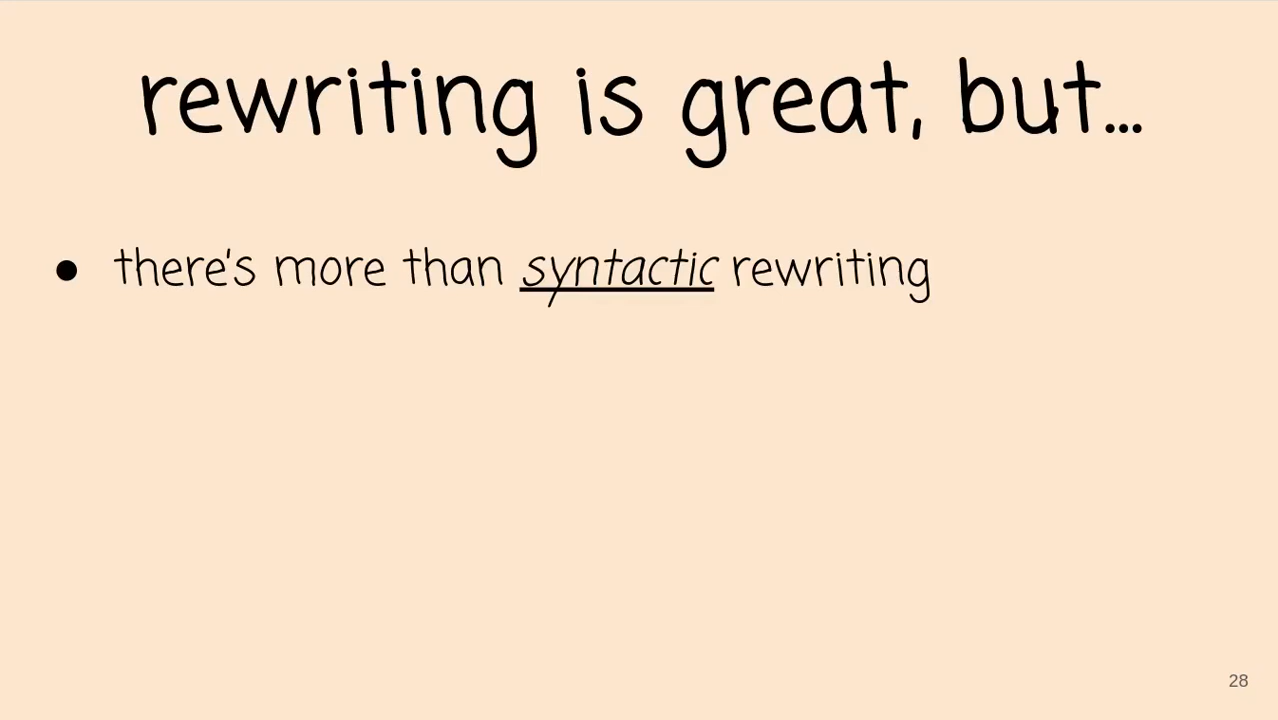 rewriting is great, but...
● there's more than syntactic rewriting
28